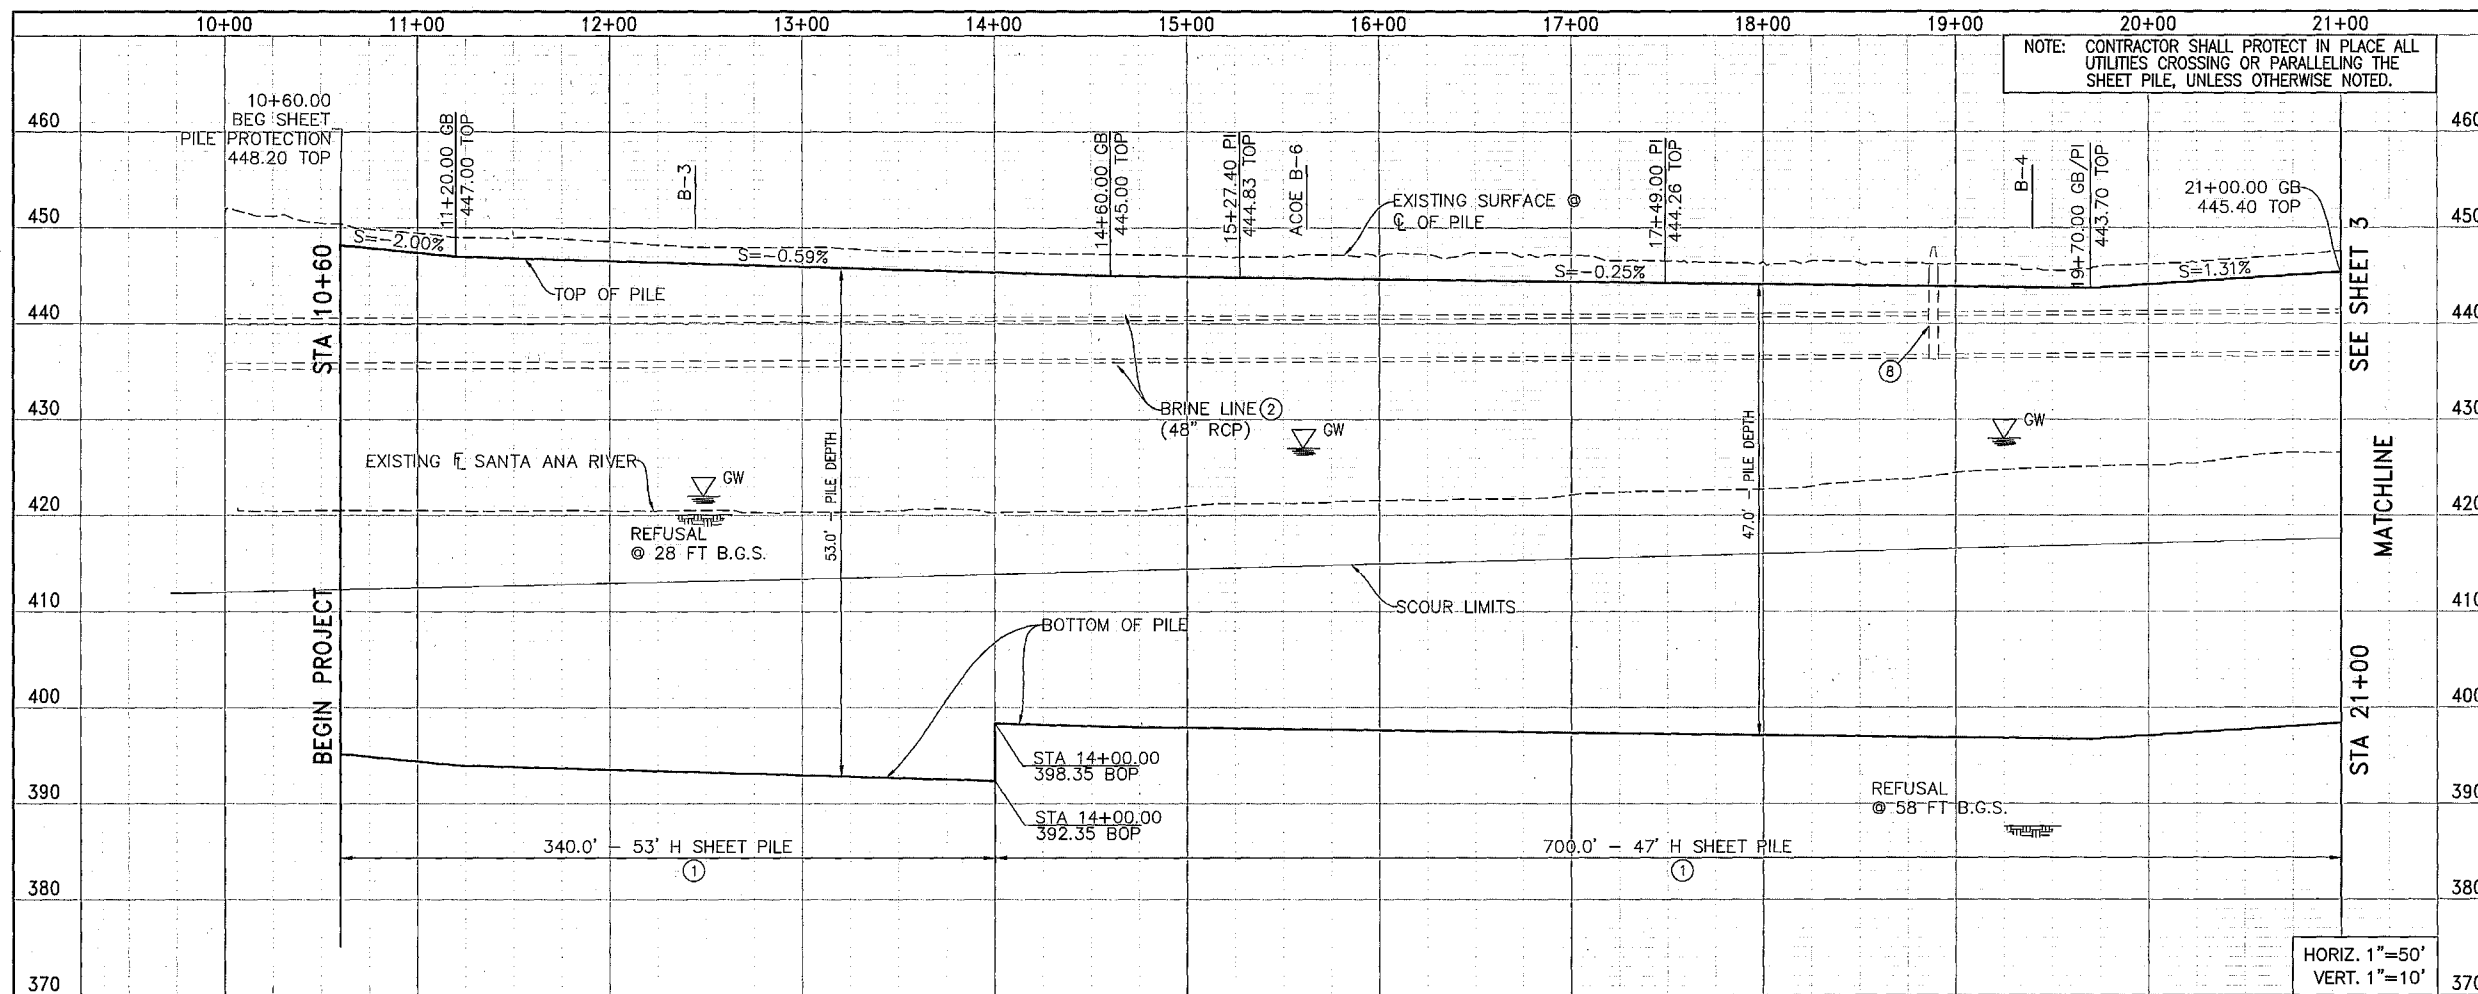 10+00 11+00 12+00 13+00 14+00 15+00 16+00 17+00 18+00 19+00 20+00 21+00
NOTE: CONTRACTOR SHALL PROTECT IN PLACE ALL
UTILITIES CROSSING OR PARALLELING THE
SHEET PILE, UNLESS OTHERWISE NOTED.
10+60.00
BEG SHEET
PILE PROTECTION
448.20 TOP
11+20.00 GB
447.00 TOP
B-3
14+60.00 GB
445.00 TOP
15+27.40 PI
444.83 TOP
ACOE B-6
EXISTING SURFACE @
℄ OF PILE
17+49.00 PI
444.26 TOP
B-4
19+70.00 GB/PI
443.70 TOP
21+00.00 GB
445.40 TOP
460
450
440
430
420
410
400
390
380
370
S=-2.00%
S=-0.59%
S=-0.25%
S=1.31%
TOP OF PILE
STA 10+60
BEGIN PROJECT
8
BRINE LINE 2
(48" RCP)
GW
GW
GW
EXISTING FL SANTA ANA RIVER
REFUSAL
@ 28 FT B.G.S.
53.0' - PILE DEPTH
47.0' - PILE DEPTH
SCOUR LIMITS
BOTTOM OF PILE
STA 14+00.00
398.35 BOP
STA 14+00.00
392.35 BOP
REFUSAL
@ 58 FT B.G.S.
340.0' - 53' H SHEET PILE
1
700.0' - 47' H SHEET PILE
1
SEE SHEET 3
MATCHLINE
STA 21+00
460
450
440
430
420
410
400
390
380
370
HORIZ. 1"=50'
VERT. 1"=10'